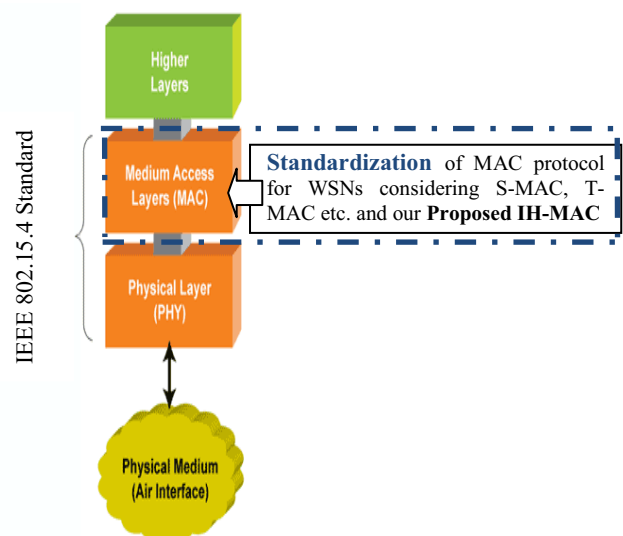 Higher
Layers
IEEE 802.15.4 Standard
Medium Access
Layers (MAC)
Standardization of MAC protocol
for WSNs considering S-MAC, T-
MAC etc. and our Proposed IH-MAC
Physical Layer
(PHY)
Physical Medium
(Air Interface)